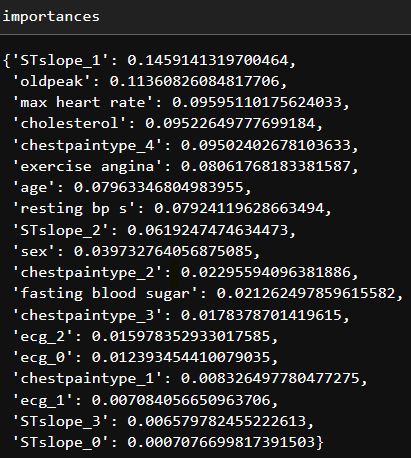 importances
{'STslope_1': 0.1459141319700464,
'oldpeak': 0.11360826084817706,
'max heart rate': 0.09595110175624033,
'cholesterol': 0.09522649777699184,
'chestpaintype_4': 0.09502402678103633,
'exercise angina': 0.08061768183381587,
'age': 0.07963346804983955,
'resting bp s': 0.07924119628663494,
'STslope_2': 0.0619247474634473,
'sex': 0.039732764056875085,
'chestpaintype_2': 0.02295594096381886,
'fasting blood sugar': 0.021262497859615582,
'chestpaintype_3': 0.0178378701419615,
'ecg_2': 0.015978352933017585,
'ecg_0': 0.012393454410079035,
'chestpaintype_1': 0.008326497780477275,
'ecg_1': 0.007084056650963706,
'STslope_3': 0.006579782455222613,
'STslope_0': 0.0007076699817391503}